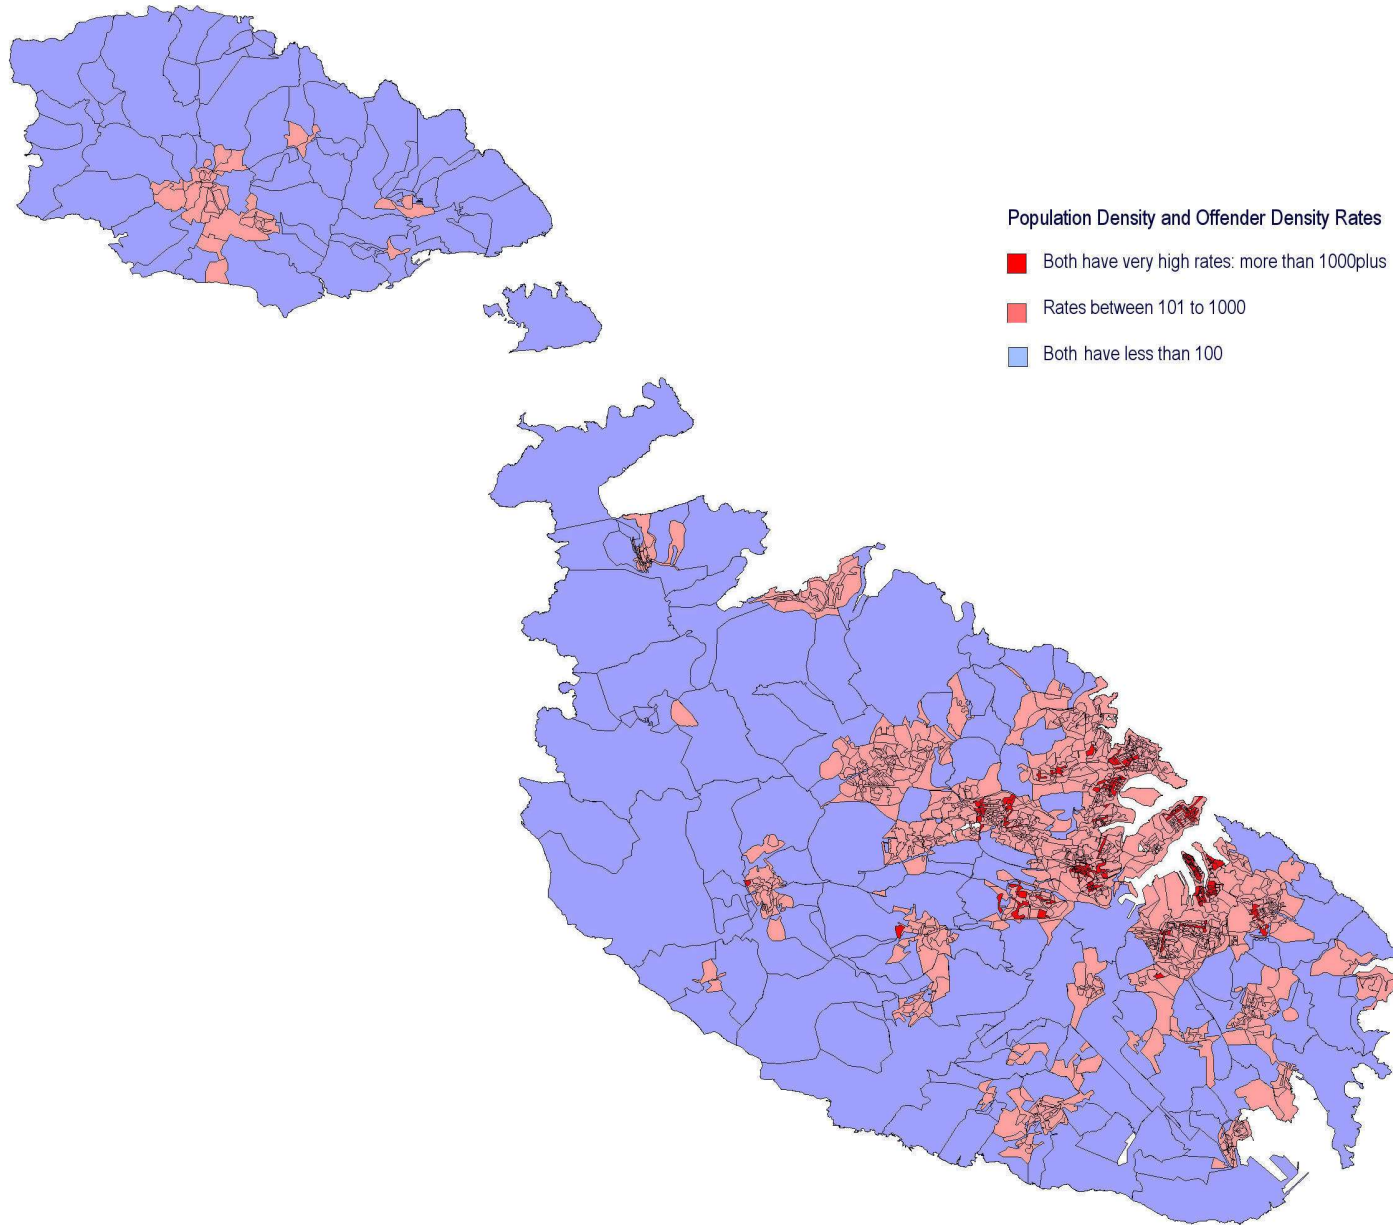 Population Density and Offender Density Rates
Both have very high rates: more than 1000plus
Rates between 101 to 1000
Both have less than 100